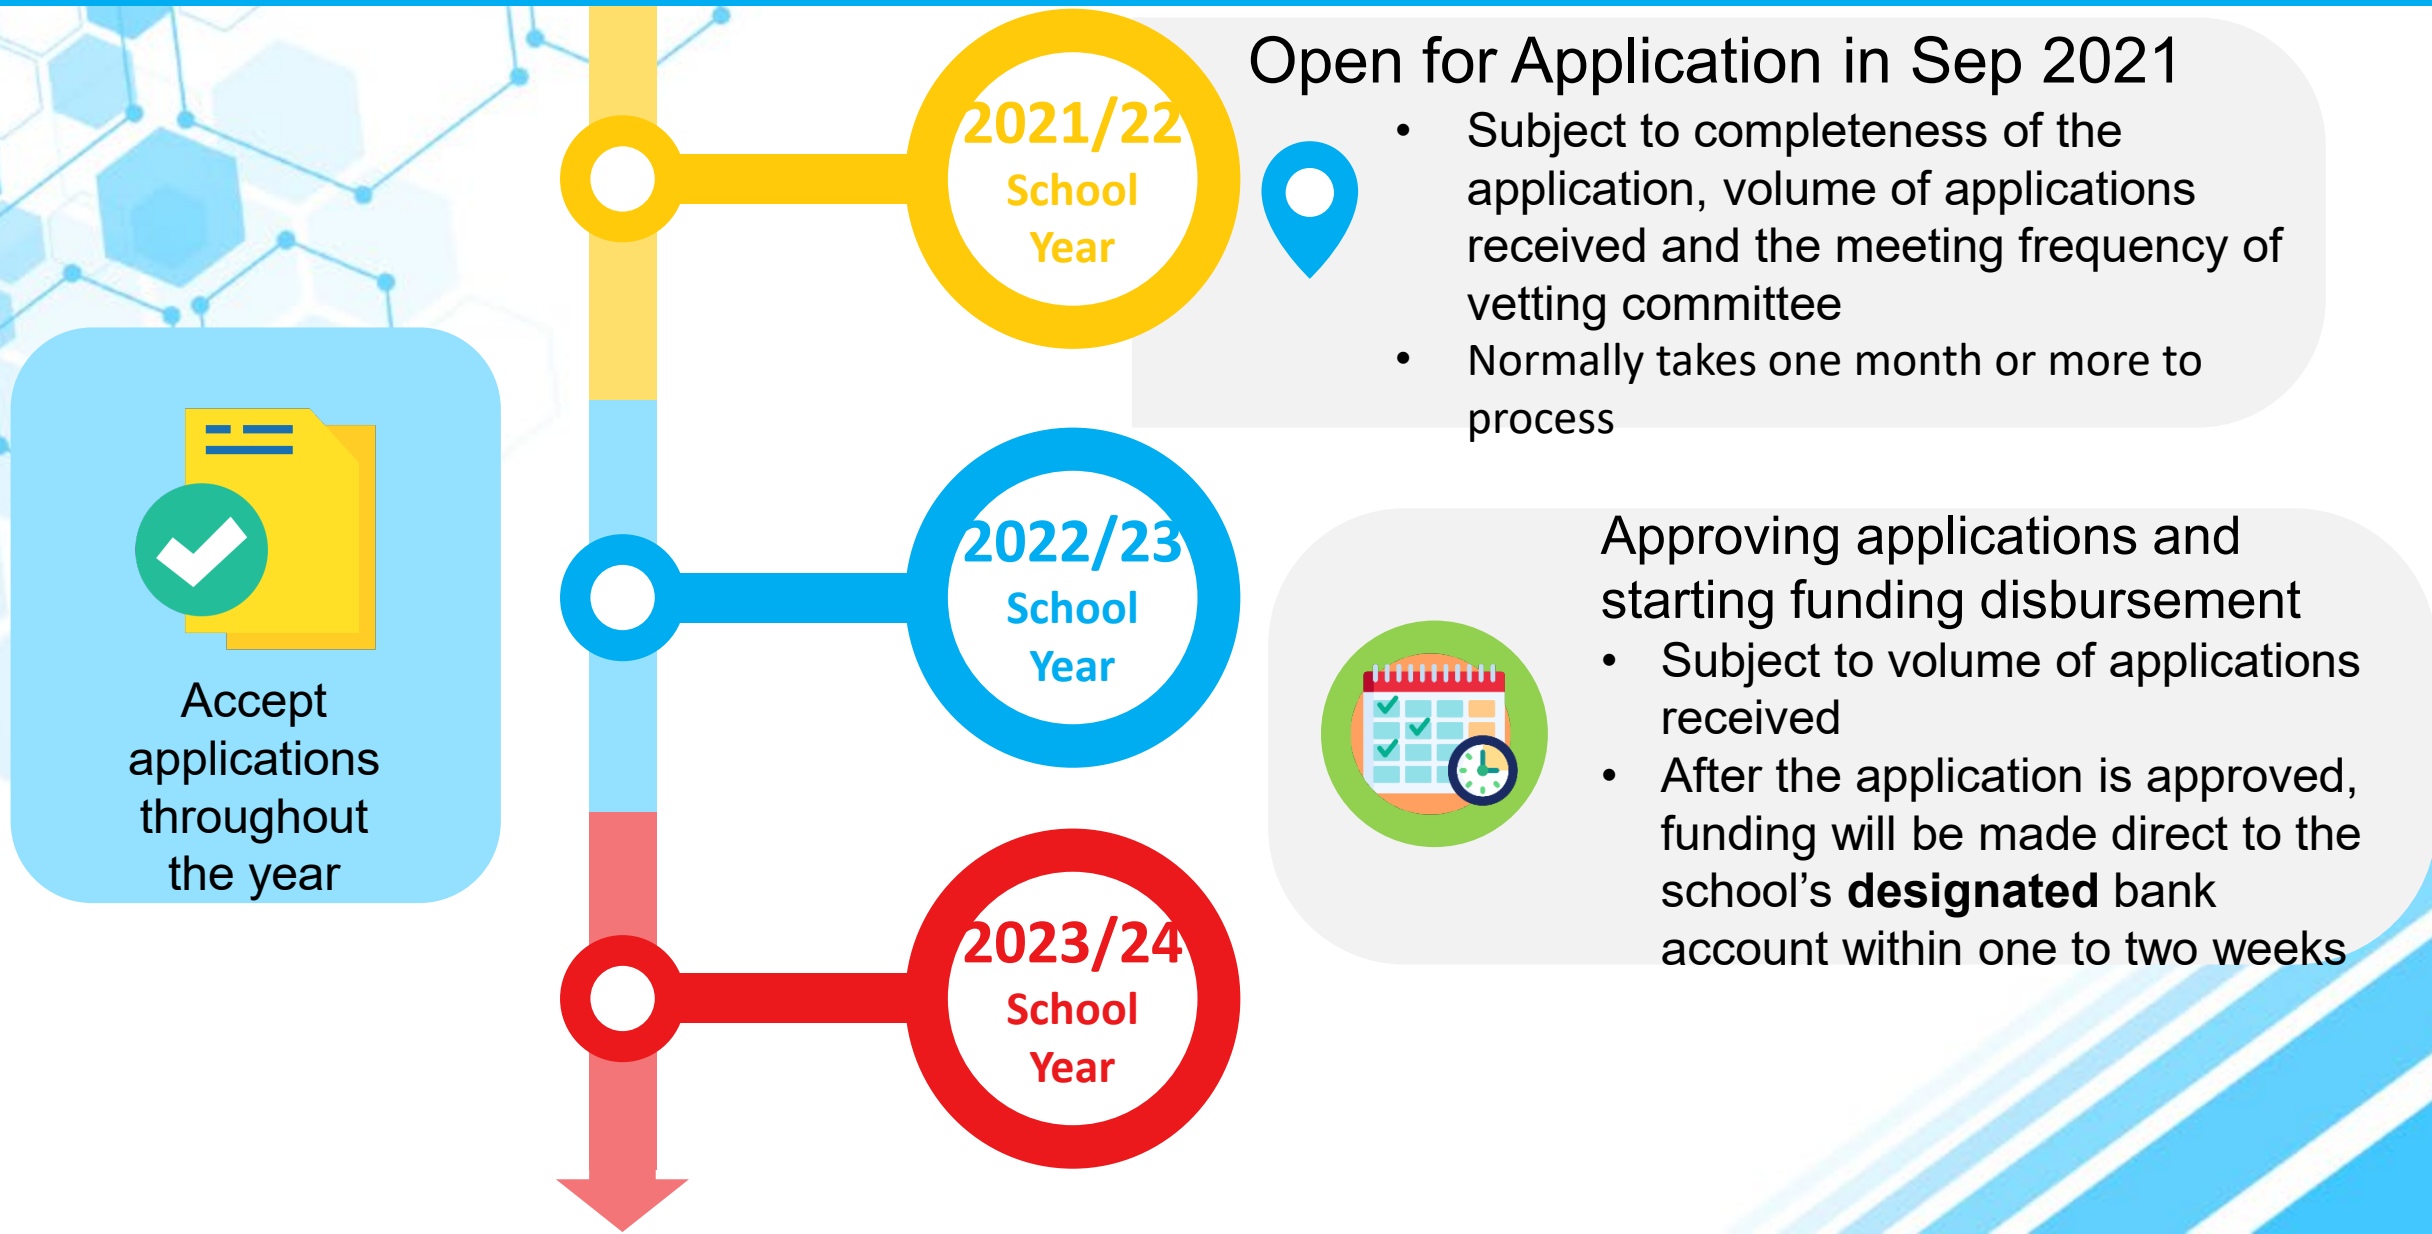 Open for Application in Sep 2021
• Subject to completeness of the
application, volume of applications
received and the meeting frequency of
vetting committee
• Normally takes one month or more to
process
2021/22
School
Year
Accept
applications
throughout
the year
2022/23
School
Year
Approving applications and
starting funding disbursement
• Subject to volume of applications
received
• After the application is approved,
funding will be made direct to the
school’s designated bank
account within one to two weeks
2023/24
School
Year